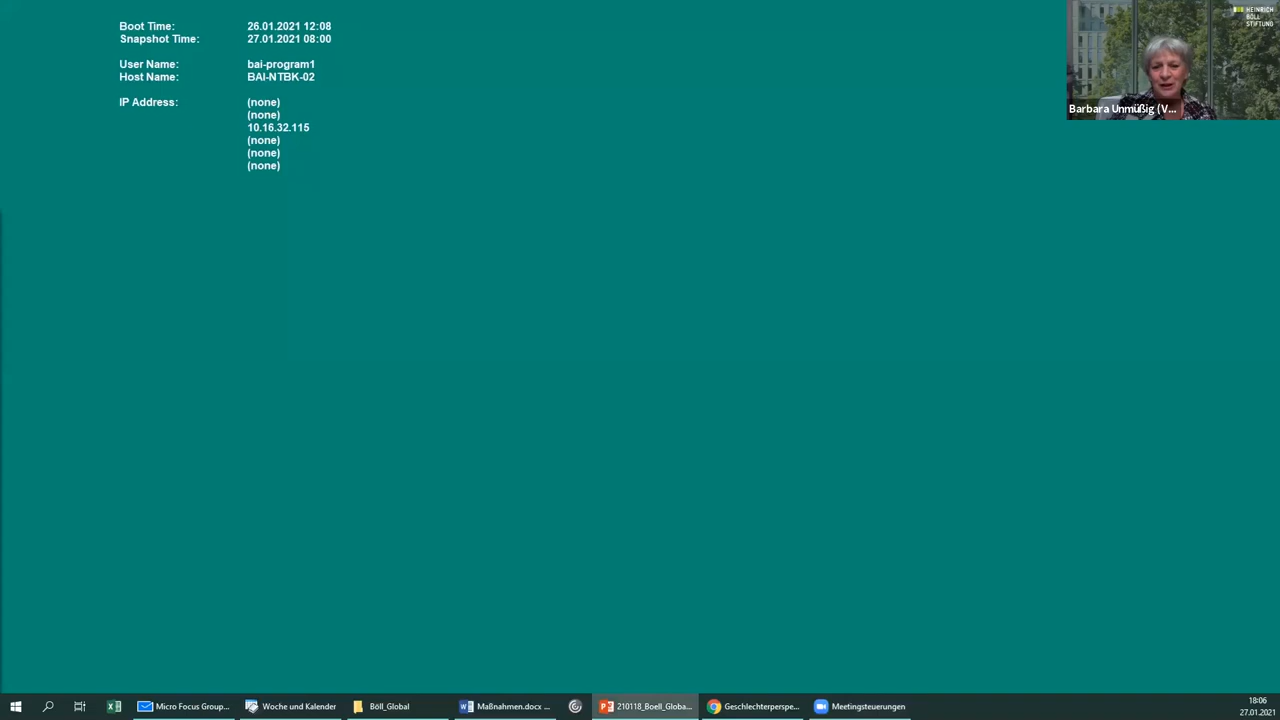 Boot Time: 26.01.2021 12:08
Snapshot Time: 27.01.2021 08:00
User Name: bai-program1
Host Name: BAI-NTBK-02
IP Address: (none)
(none)
10.16.32.115
(none)
(none)
(none)
HEINRICH
BÖLL
STIFTUNG
Barbara Unmüßig (V...
Micro Focus Group...
Woche und Kalender
Böll_Global
Maßnahmen.docx ...
210118_Boell_Globa...
Geschlechterperspe...
Meetingsteuerungen
18:06
27.01.2021